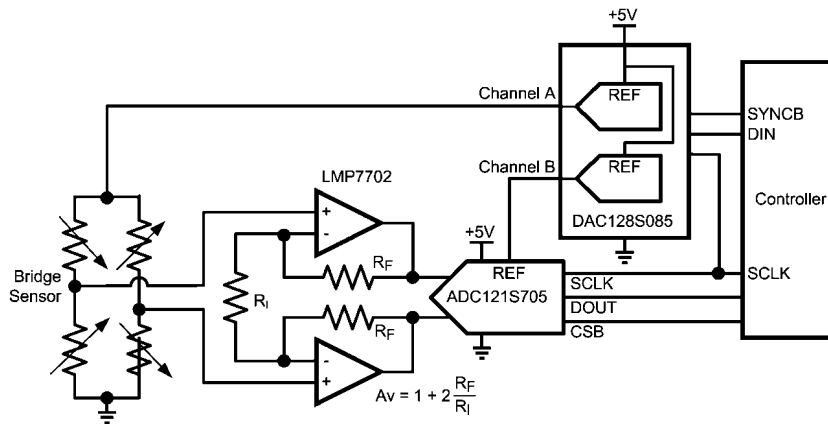 +5V
Channel A
REF
SYNCB
DIN
Channel B
REF
LMP7702
Controller
DAC128S085
+5V
Bridge
Sensor
RI
RF
REF
ADC121S705
SCLK
SCLK
DOUT
CSB
RF
Av = 1 + 2 RF/RI
-
+
+
-